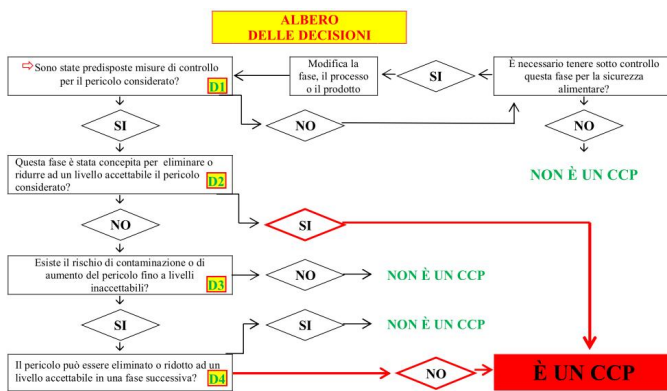 ALBERO
DELLE DECISIONI
⇨Sono state predisposte misure di controllo
per il pericolo considerato?
D1
Modifica la
fase, il processo
o il prodotto
SI
È necessario tenere sotto controllo
questa fase per la sicurezza
alimentare?
SI
NO
NO
NON È UN CCP
Questa fase è stata concepita per eliminare o
ridurre ad un livello accettabile il pericolo
considerato?
D2
NO
SI
Esiste il rischio di contaminazione o di
aumento del pericolo fino a livelli
inaccettabili?
D3
NO
NON È UN CCP
SI
SI
NON È UN CCP
Il pericolo può essere eliminato o ridotto ad un
livello accettabile in una fase successiva?
D4
NO
È UN CCP